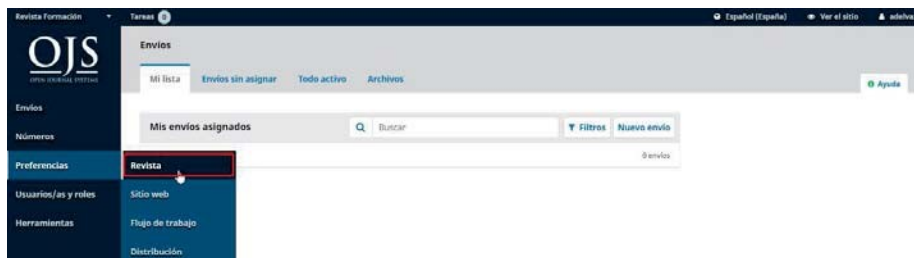 Revista Formación
Tareas 0
Español (España)
Ver el sitio
adelva
OJS
OPEN JOURNAL SYSTEMS
Envíos
Mi lista
Envíos sin asignar
Todo activo
Archivos
Ayuda
Envíos
Números
Preferencias
Usuarios/as y roles
Herramientas
Mis envíos asignados
Buscar
Filtros
Nuevo envío
0 envíos
Revista
Sitio web
Flujo de trabajo
Distribución